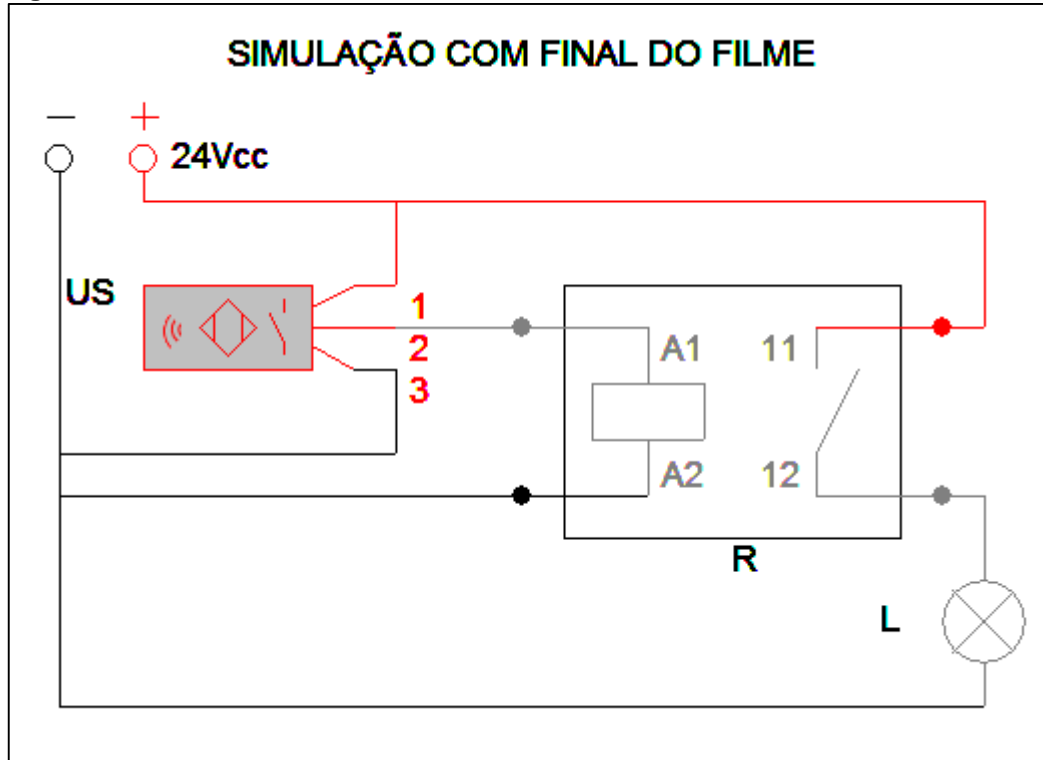 SIMULAÇÃO COM FINAL DO FILME
− +
24Vcc
US
1
2
3
A1 11
A2 12
R
L